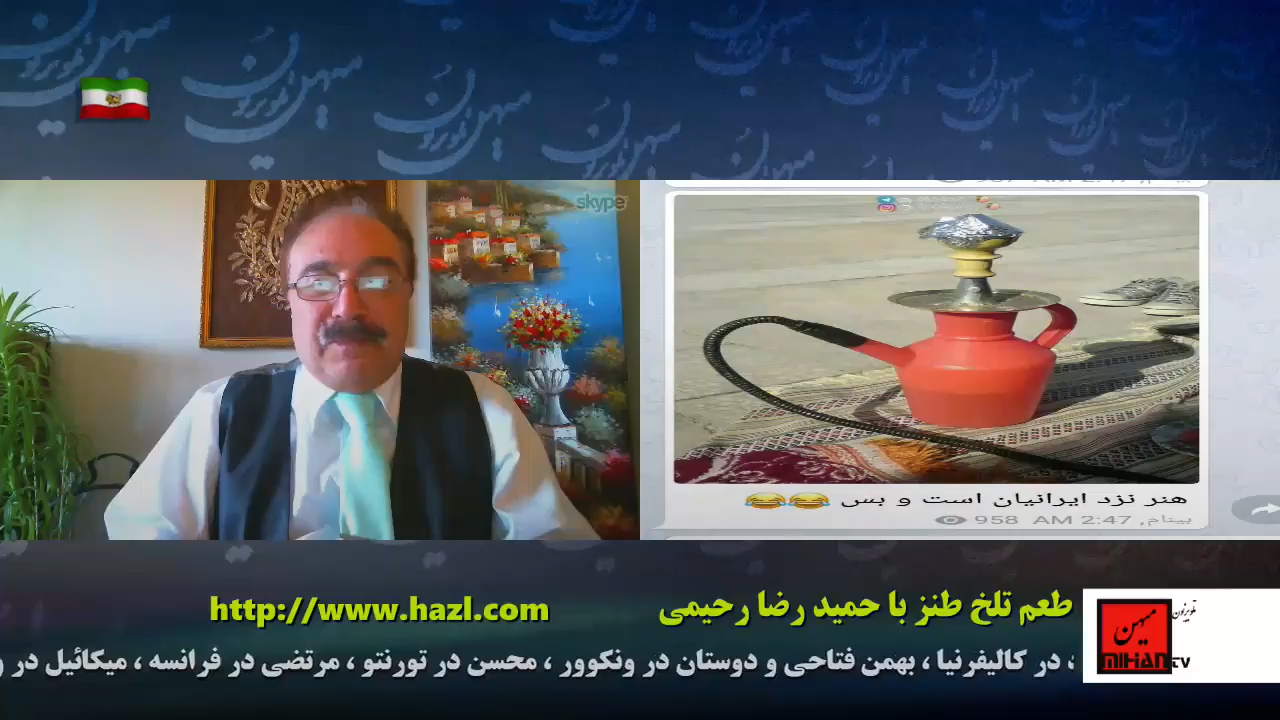 skype
هنر نزد ایرانیان است و بس 😂😂
بینام, 2:47 AM 958
طعم تلخ طنز با حمید رضا رحیمی
http://www.hazl.com
در کالیفرنیا ، بهمن فتاحی و دوستان در ونکوور ، محسن در تورنتو ، مرتضی در فرانسه ، میکائیل در و
تلویزیون
میهن
MIHAN TV